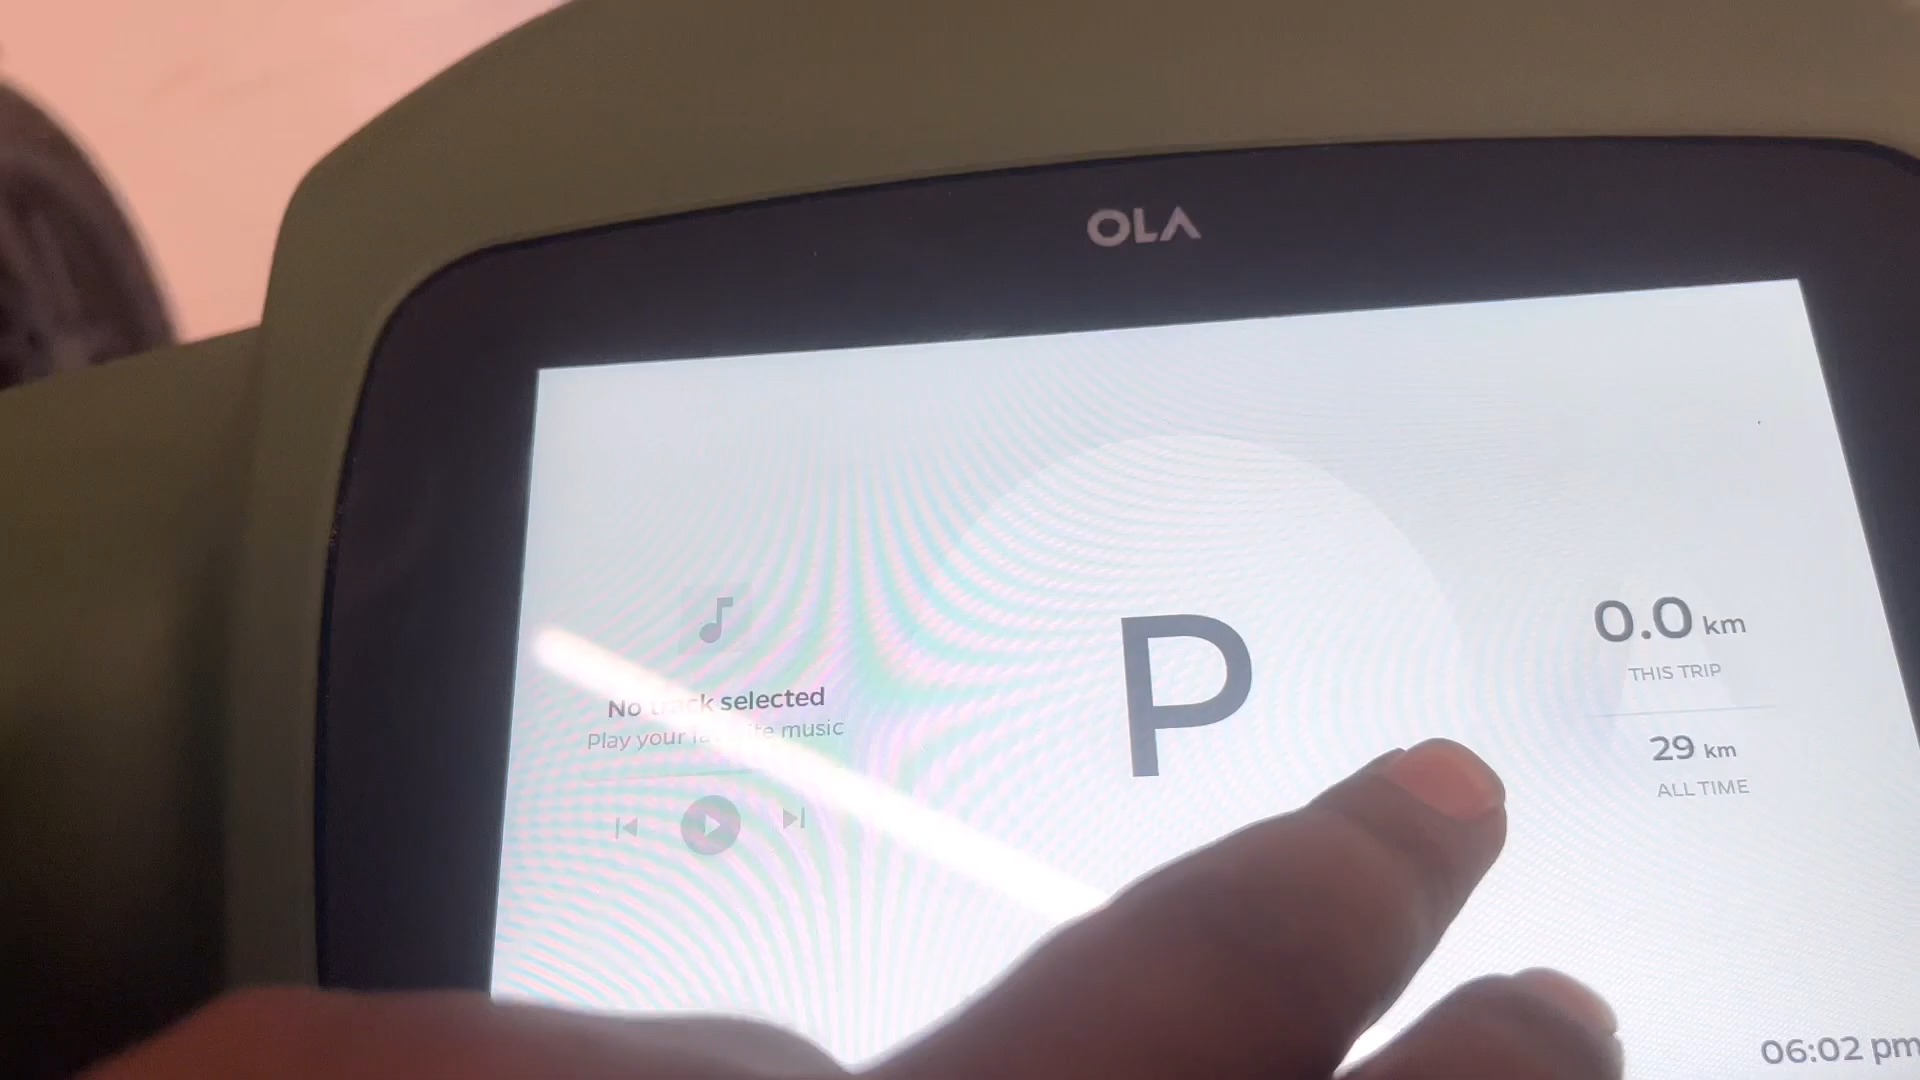 OLA
No track selected
Play your favorite music
P
0.0 km
THIS TRIP
29 km
ALL TIME
06:02 pm